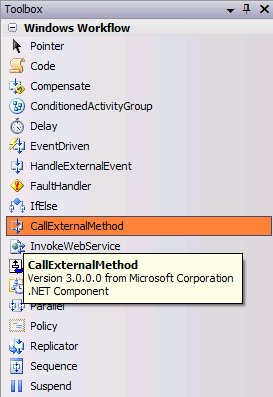 Toolbox
Windows Workflow
Pointer
Code
Compensate
ConditionedActivityGroup
Delay
EventDriven
HandleExternalEvent
FaultHandler
IfElse
CallExternalMethod
InvokeWebService
CallExternalMethod
Version 3.0.0.0 from Microsoft Corporation
.NET Component
Parallel
Policy
Replicator
Sequence
Suspend